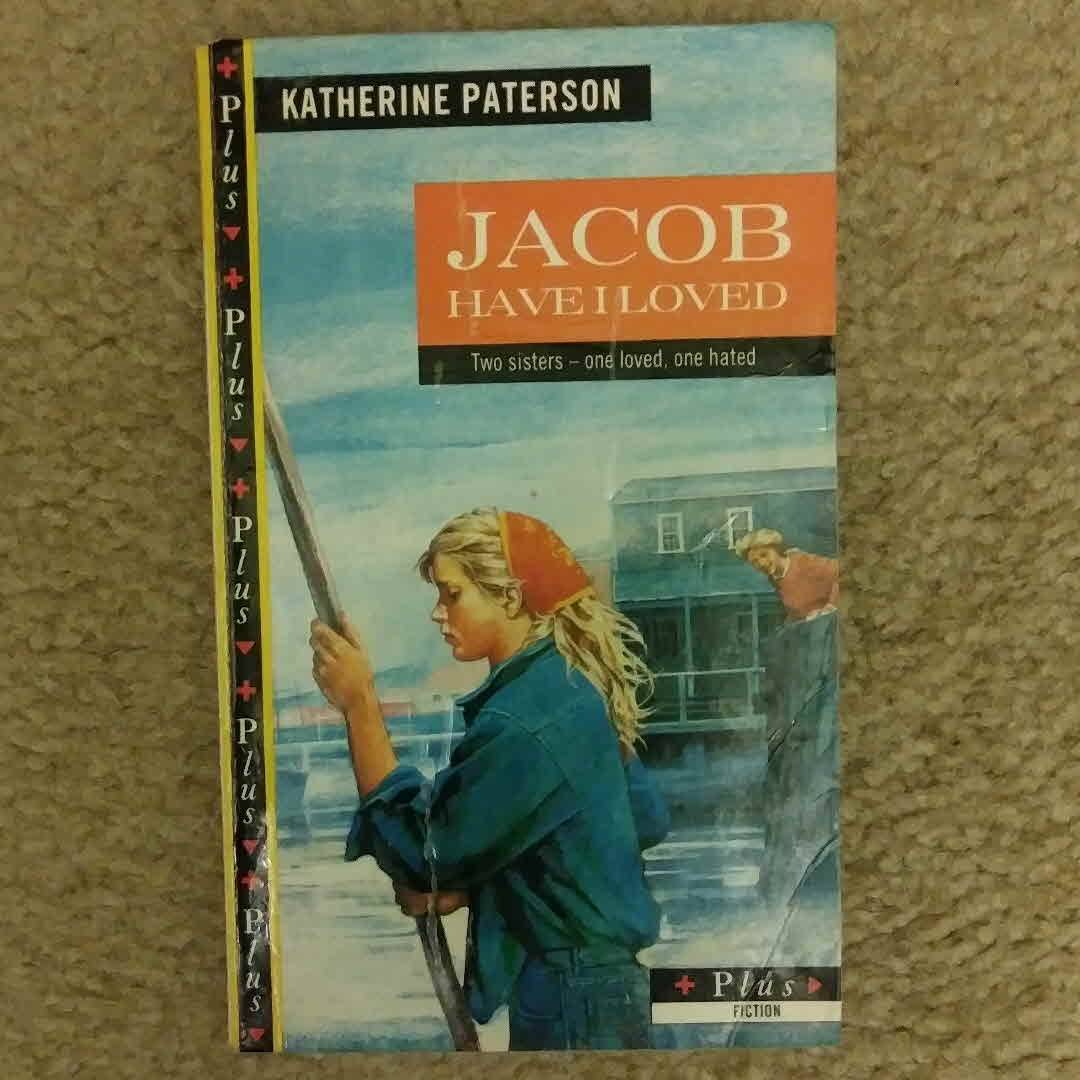 KATHERINE PATERSON
JACOB
HAVE I LOVED
Two sisters – one loved, one hated
Plus
Plus
Plus
Plus
Plus
Plus
FICTION